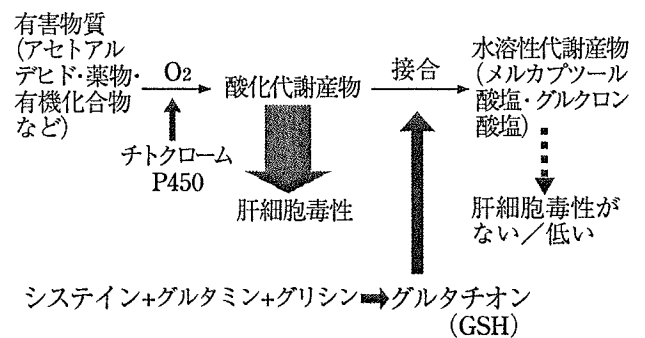 有害物質
(アセトアル
デヒド・薬物・
有機化合物
など)
O2
チトクローム
P450
酸化代謝産物
肝細胞毒性
接合
水溶性代謝産物
(メルカプツール
酸塩・グルクロン
酸塩)
肝細胞毒性が
ない/低い
システイン+グルタミン+グリシン➡グルタチオン
(GSH)